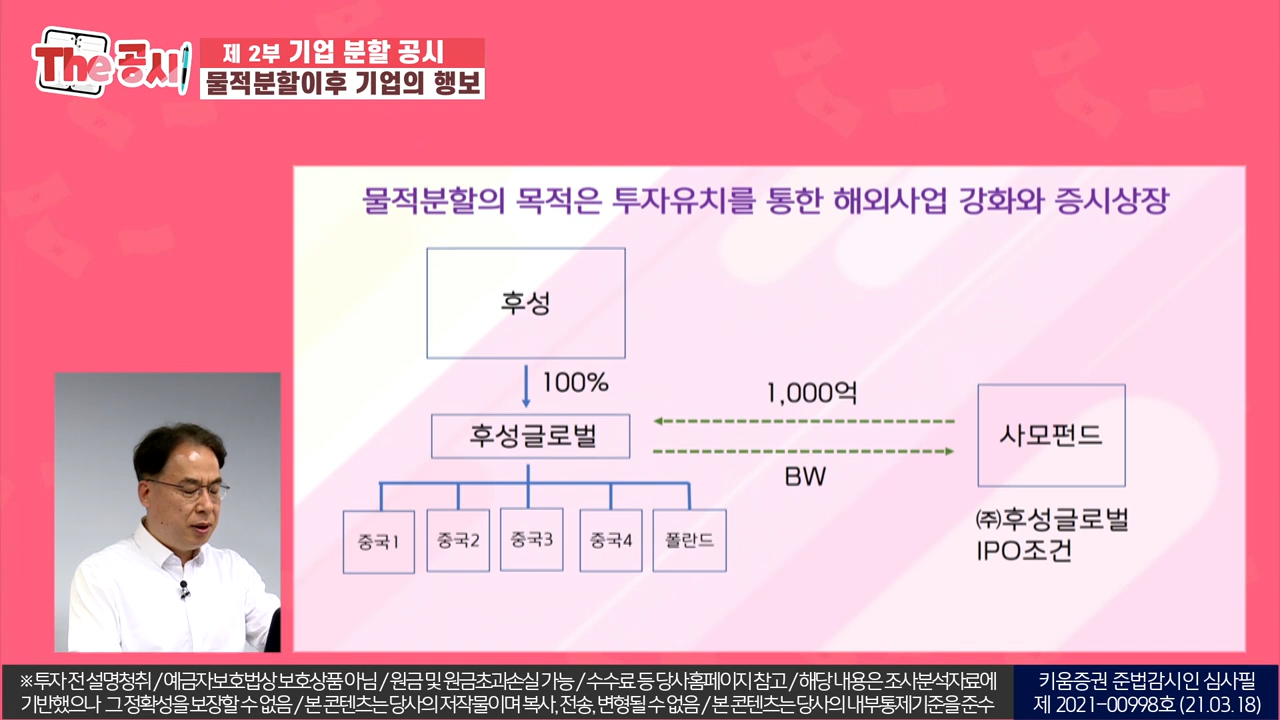 The 공시
제 2부 기업 분할 공시
물적분할이후 기업의 행보
물적분할의 목적은 투자유치를 통한 해외사업 강화와 증시상장
후성
100%
후성글로벌
1,000억
BW
사모펀드
㈜후성글로벌
IPO조건
중국1
중국2
중국3
중국4
폴란드
※ 투자 전 설명청취 / 예금자보호법상 보호상품 아님 / 원금 및 원금초과손실 가능 / 수수료 등 당사홈페이지 참고 / 해당 내용은 조사분석자료에
기반했으나 그 정확성을 보장할 수 없음 / 본 콘텐츠는 당사의 저작물이며 복사, 전송, 변형될 수 없음 / 본 콘텐츠는 당사의 내부통제기준을 준수
키움증권 준법감시인 심사필
제 2021-00998호 (21.03.18)